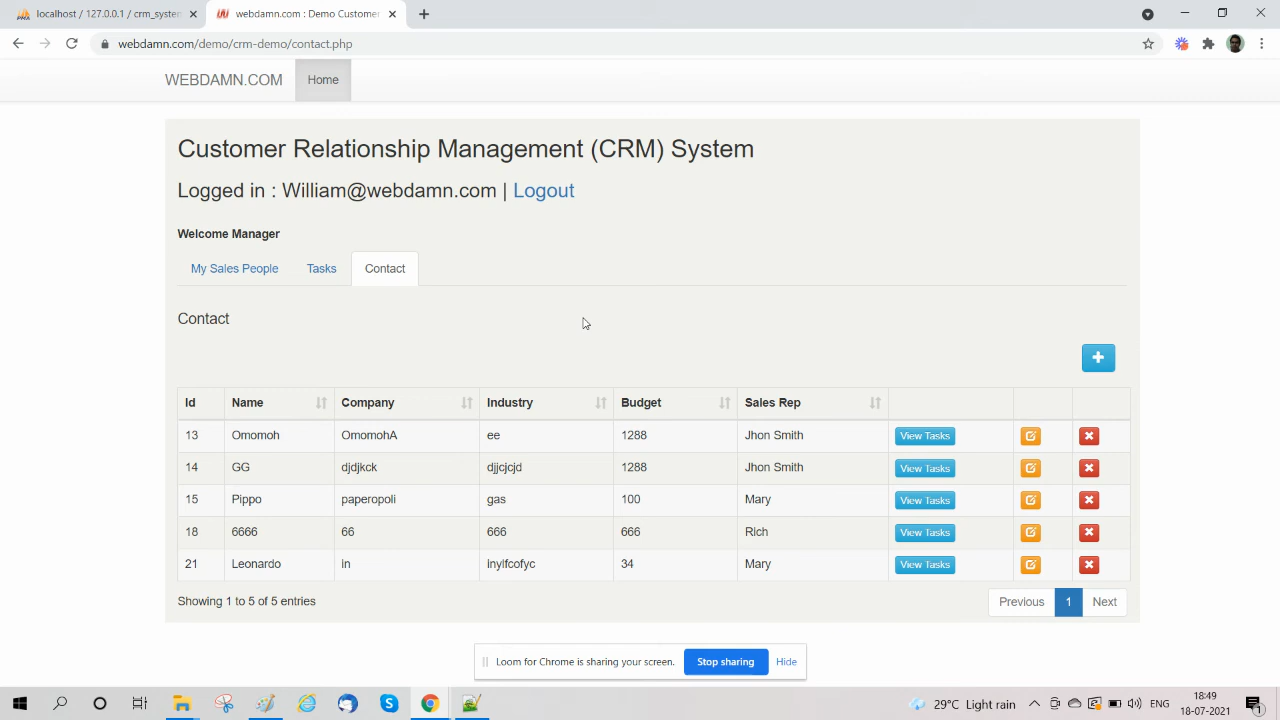 localhost / 127.0.0.1 / crm_system
webdamn.com : Demo Customer
webdamn.com/demo/crm-demo/contact.php
WEBDAMN.COM
Home
Customer Relationship Management (CRM) System
Logged in : William@webdamn.com | Logout
Welcome Manager
My Sales People Tasks Contact
Contact
Id Name Company Industry Budget Sales Rep
13 Omomoh OmomohA ee 1288 Jhon Smith View Tasks
14 GG djdjkck djjcjcjd 1288 Jhon Smith View Tasks
15 Pippo paperopoli gas 100 Mary View Tasks
18 6666 66 666 666 Rich View Tasks
21 Leonardo in inylfcofyc 34 Mary View Tasks
Showing 1 to 5 of 5 entries
Previous 1 Next
Loom for Chrome is sharing your screen. Stop sharing Hide
29°C Light rain ENG 18:49
18-07-2021
1